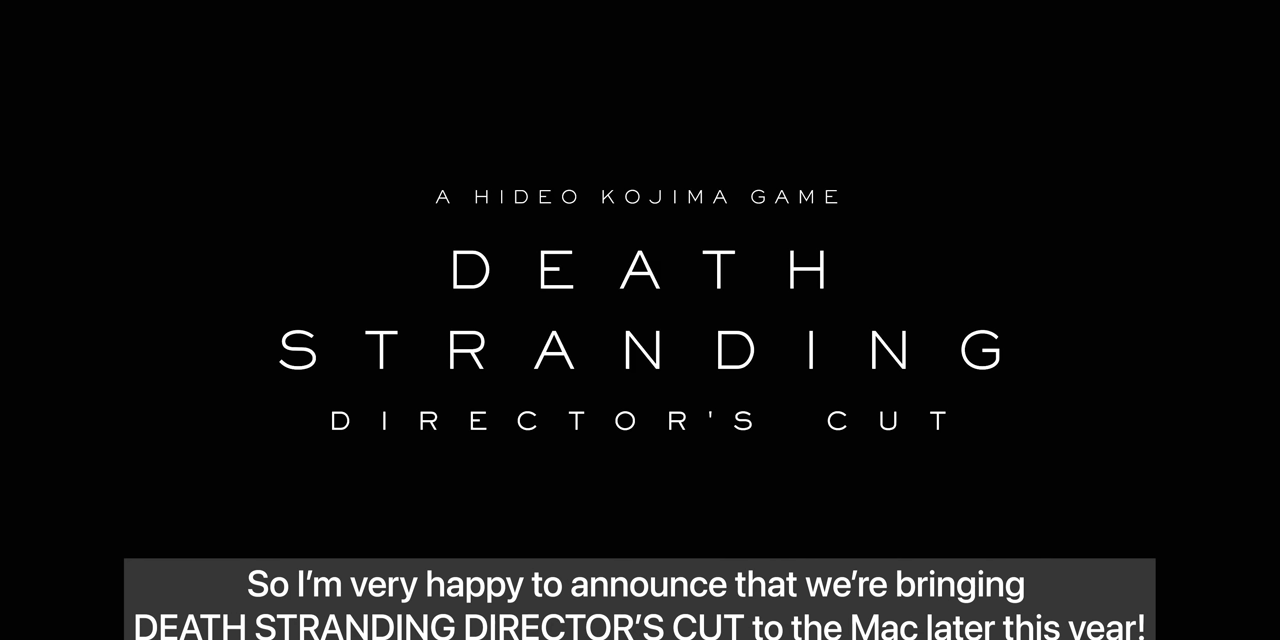 A HIDEO KOJIMA GAME
DEATH
STRANDING
DIRECTOR'S CUT
So I’m very happy to announce that we’re bringing
DEATH STRANDING DIRECTOR’S CUT to the Mac later this year!